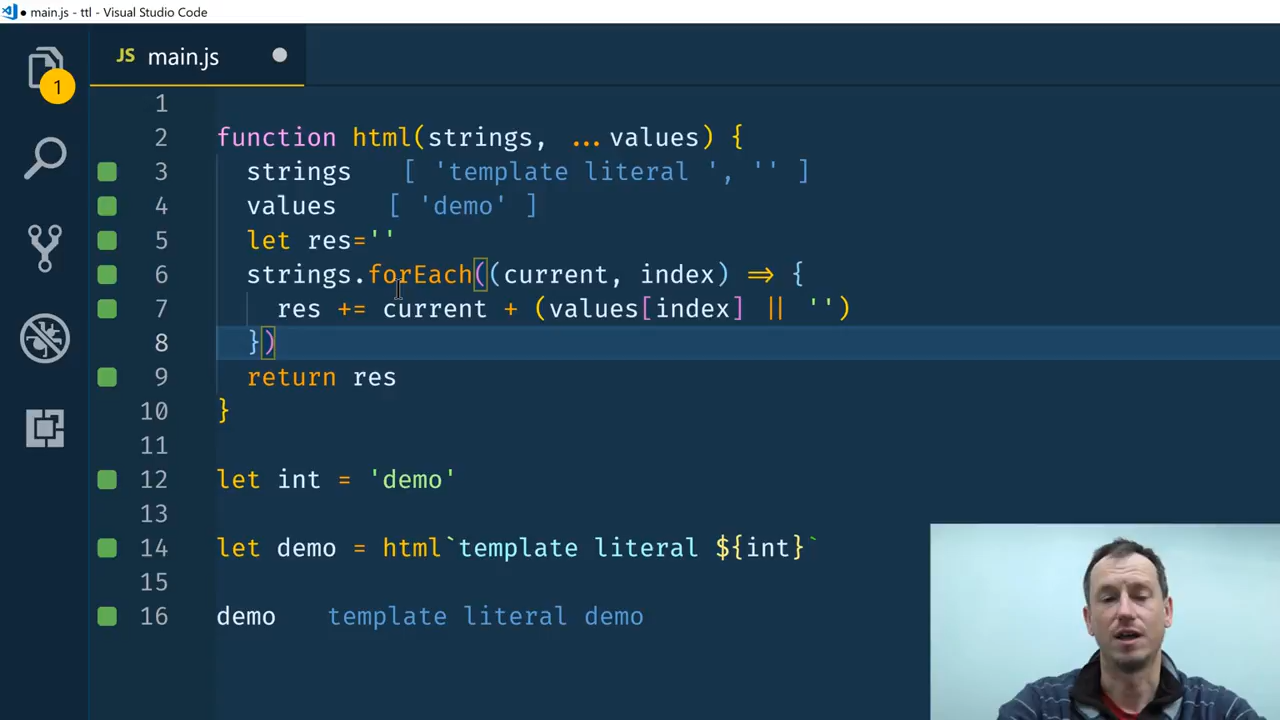 main.js - ttl - Visual Studio Code
JS main.js
1
1
2 function html(strings, ...values) {
3 strings [ 'template literal ', '' ]
4 values [ 'demo' ]
5 let res=''
6 strings.forEach((current, index) => {
7 res += current + (values[index] || '')
8 })
9 return res
10 }
11
12 let int = 'demo'
13
14 let demo = html`template literal ${int}`
15
16 demo template literal demo